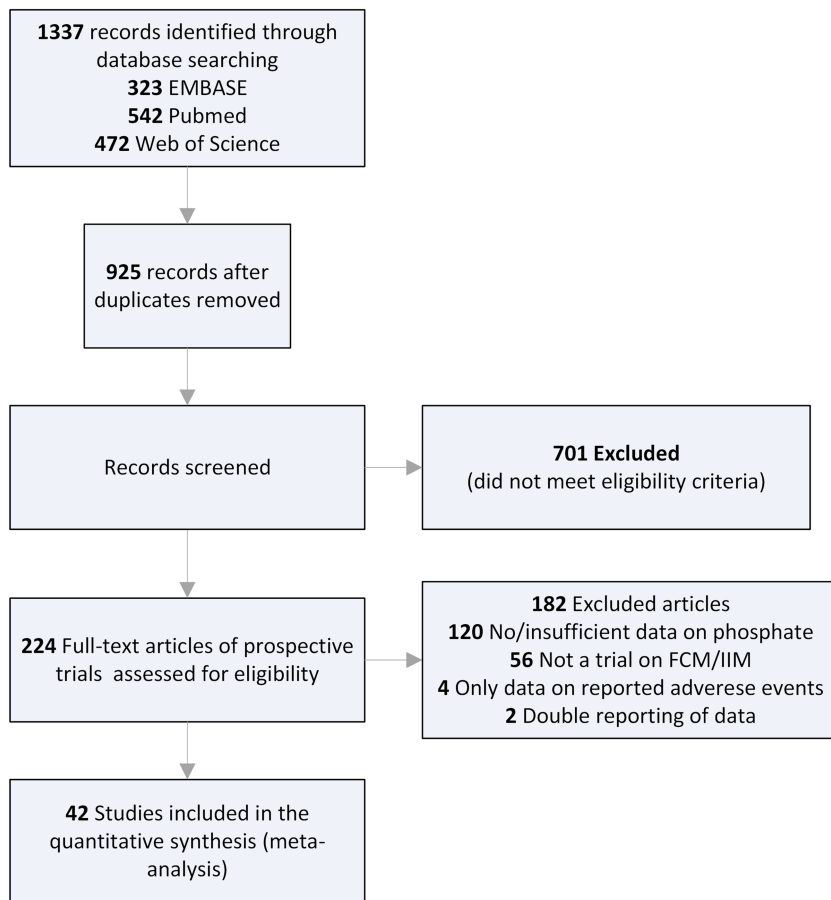 1337 records identified through
database searching
323 EMBASE
542 Pubmed
472 Web of Science
925 records after
duplicates removed
Records screened
701 Excluded
(did not meet eligibility criteria)
224 Full-text articles of prospective
trials assessed for eligibility
182 Excluded articles
120 No/insufficient data on phosphate
56 Not a trial on FCM/IIM
4 Only data on reported adverese events
2 Double reporting of data
42 Studies included in the
quantitative synthesis (meta-
analysis)